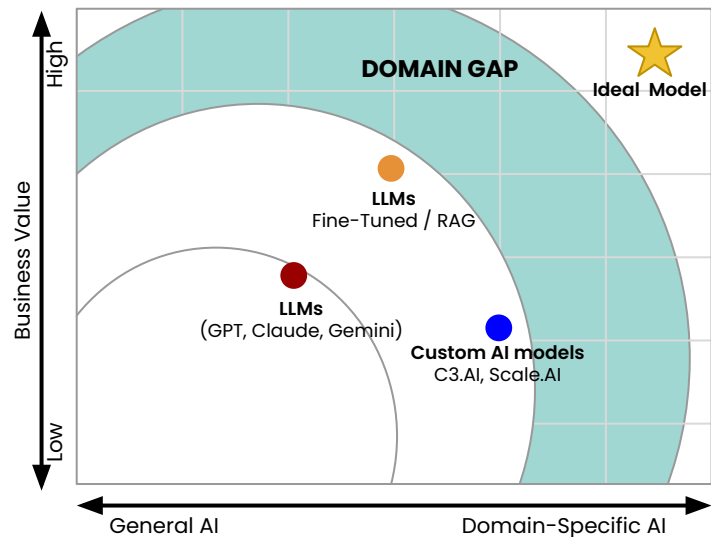 High
DOMAIN GAP
Ideal Model
Business Value
LLMs
Fine-Tuned / RAG
LLMs
(GPT, Claude, Gemini)
Custom AI models
C3.AI, Scale.AI
Low
General AI
Domain-Specific AI